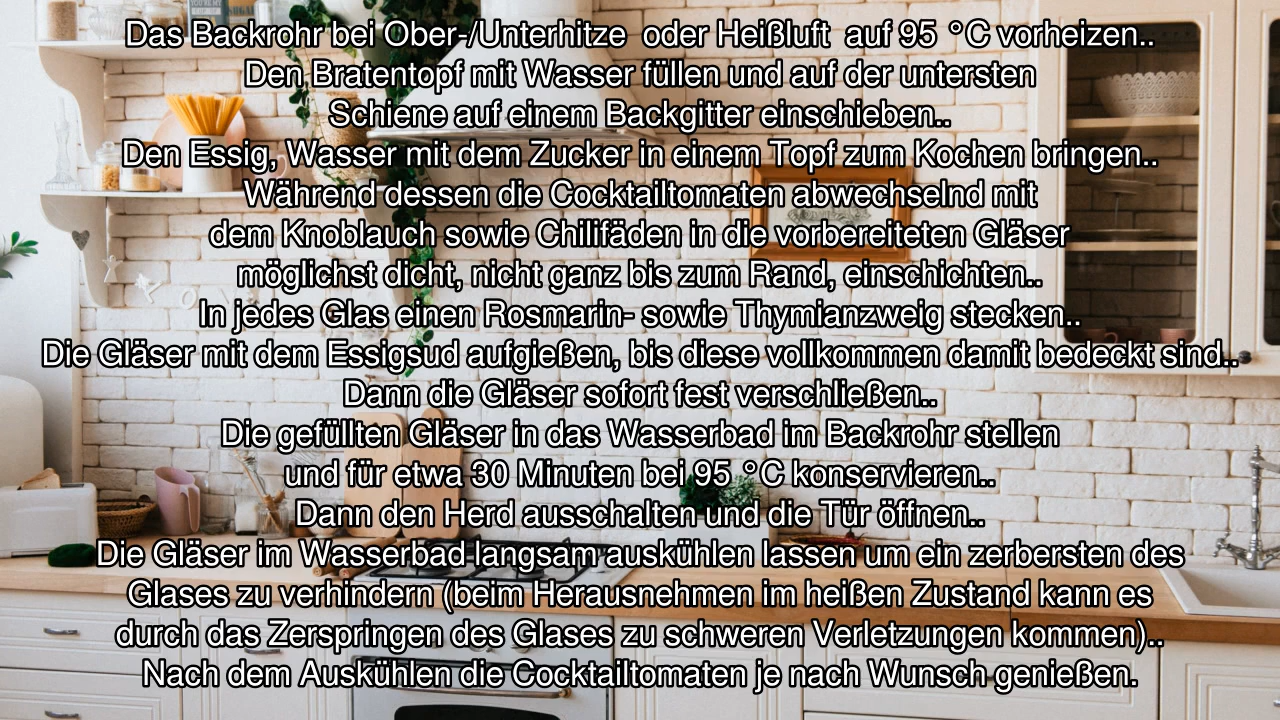 Das Backrohr bei Ober-/Unterhitze  oder Heißluft  auf 95 °C vorheizen..
Den Bratentopf mit Wasser füllen und auf der untersten
Schiene auf einem Backgitter einschieben..
Den Essig, Wasser mit dem Zucker in einem Topf zum Kochen bringen..
Während dessen die Cocktailtomaten abwechselnd mit
dem Knoblauch sowie Chilifäden in die vorbereiteten Gläser
möglichst dicht, nicht ganz bis zum Rand, einschichten..
In jedes Glas einen Rosmarin- sowie Thymianzweig stecken..
Die Gläser mit dem Essigsud aufgießen, bis diese vollkommen damit bedeckt sind..
Dann die Gläser sofort fest verschließen..
Die gefüllten Gläser in das Wasserbad im Backrohr stellen
und für etwa 30 Minuten bei 95 °C konservieren..
Dann den Herd ausschalten und die Tür öffnen..
Die Gläser im Wasserbad langsam auskühlen lassen um ein zerbersten des
Glases zu verhindern (beim Herausnehmen im heißen Zustand kann es
durch das Zerspringen des Glases zu schweren Verletzungen kommen)..
Nach dem Auskühlen die Cocktailtomaten je nach Wunsch genießen.